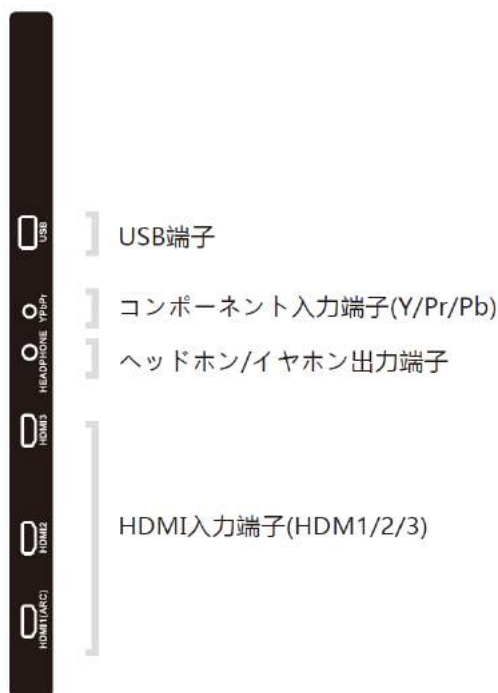 USB
USB端子
YPbPr
コンポーネント入力端子(Y/Pr/Pb)
HEADPHONE
ヘッドホン/イヤホン出力端子
HDMI3
HDMI2
HDMI入力端子(HDM1/2/3)
HDMI1(ARC)